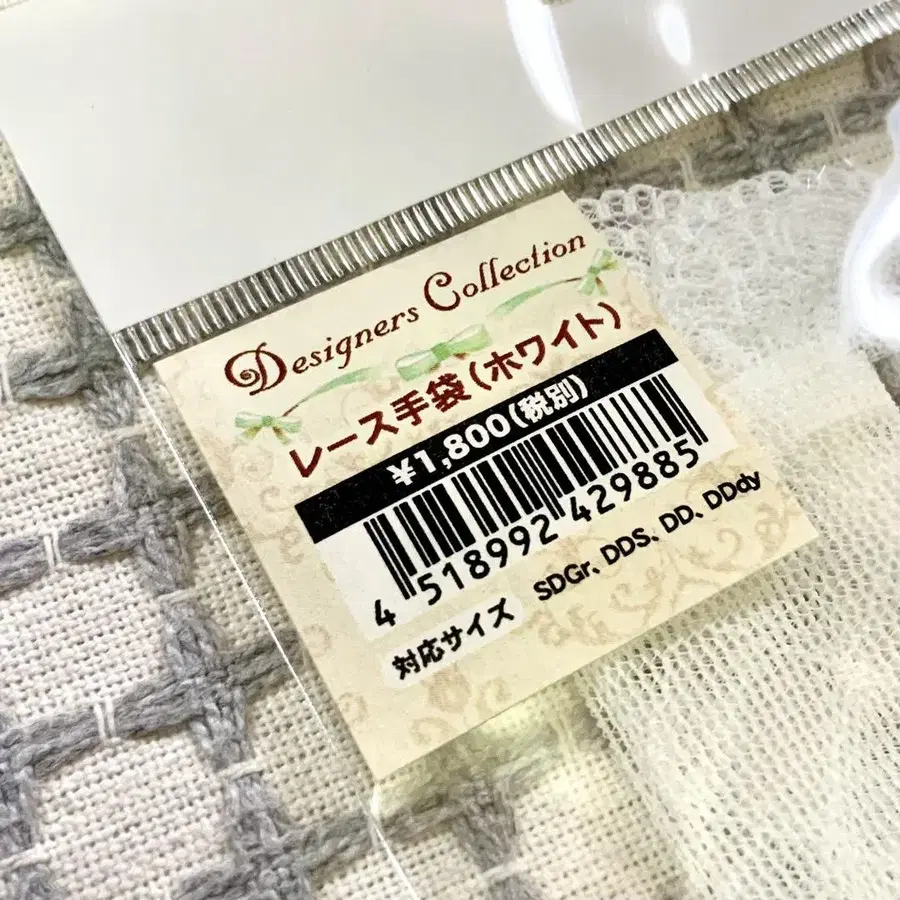 Designers Collection
レース手袋(ホワイト)
¥1,800(税別)
4 518992 429885
対応サイズ SDGr、DDS、DD、DDdy